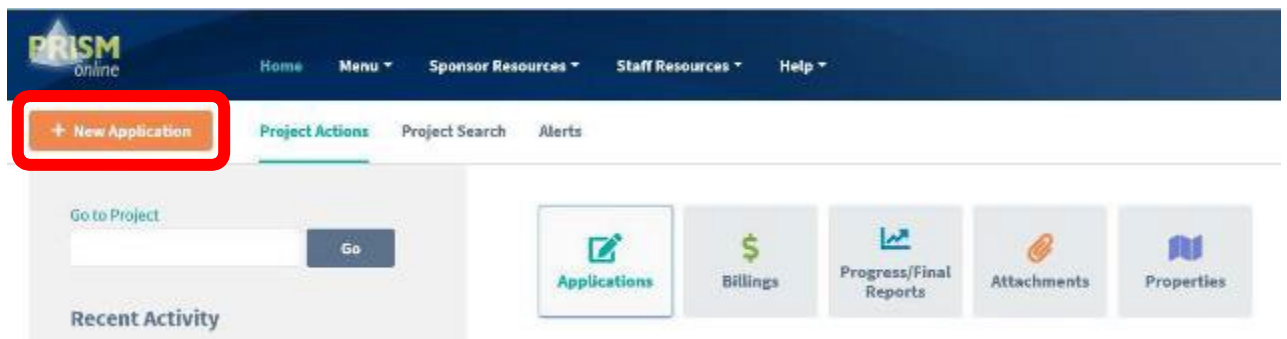 PRISM
online
Home Menu Sponsor Resources Staff Resources Help
+ New Application Project Actions Project Search Alerts
Go to Project
Go
Applications Billings Progress/Final Reports Attachments Properties
Recent Activity